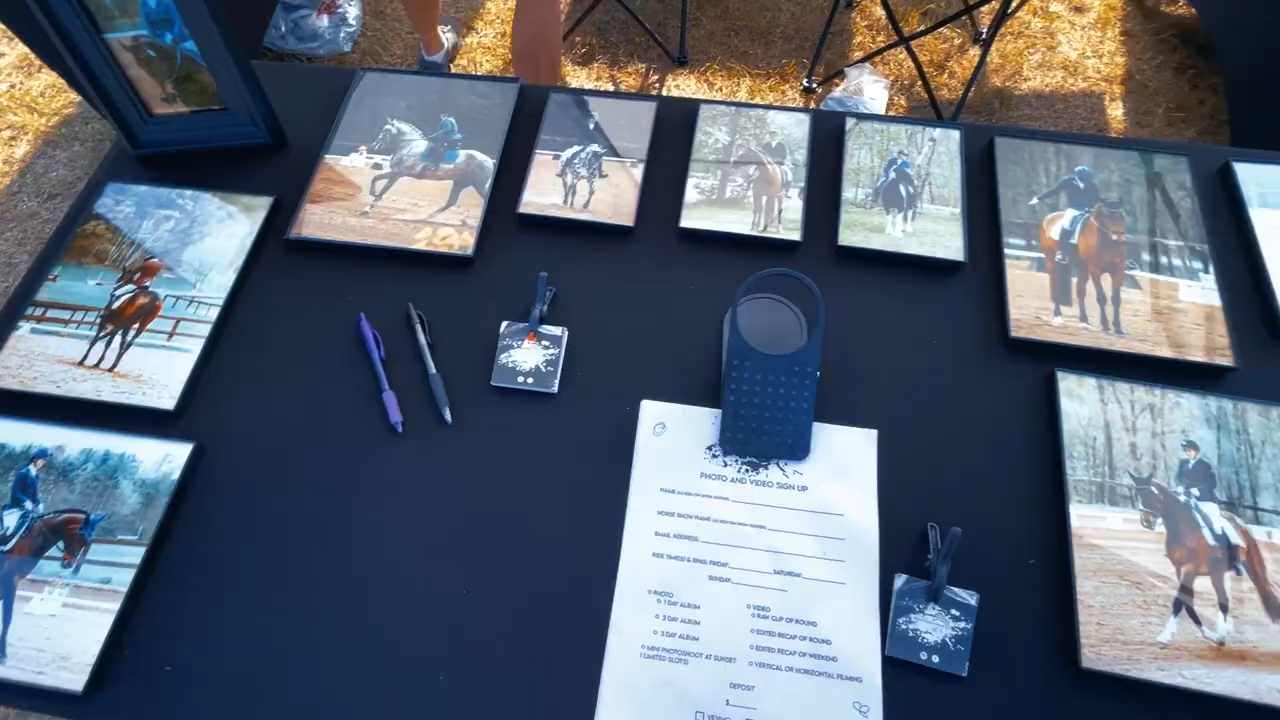 PHOTO AND VIDEO SIGN UP
NAME
HORSE SHOW NAME
EMAIL ADDRESS:
RIDE TIME(S) & RING: FRIDAY: SATURDAY:
SUNDAY:
PHOTO
1 DAY ALBUM
2 DAY ALBUM
3 DAY ALBUM
MINI PHOTOSHOOT AT SUNSET
(LIMITED SLOTS)
VIDEO
RAW CLIP OF ROUND
EDITED RECAP OF ROUND
EDITED RECAP OF WEEKEND
VERTICAL OR HORIZONTAL FILMING
DEPOSIT
$
VENMO